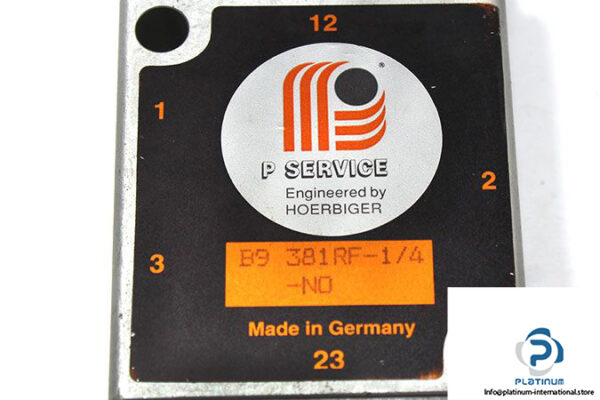 12
1
®
P SERVICE
Engineered by
HOERBIGER
2
3
B9 381RF-1/4
-NO
Made in Germany
23
PLATINUM
Info@platinum-international.store